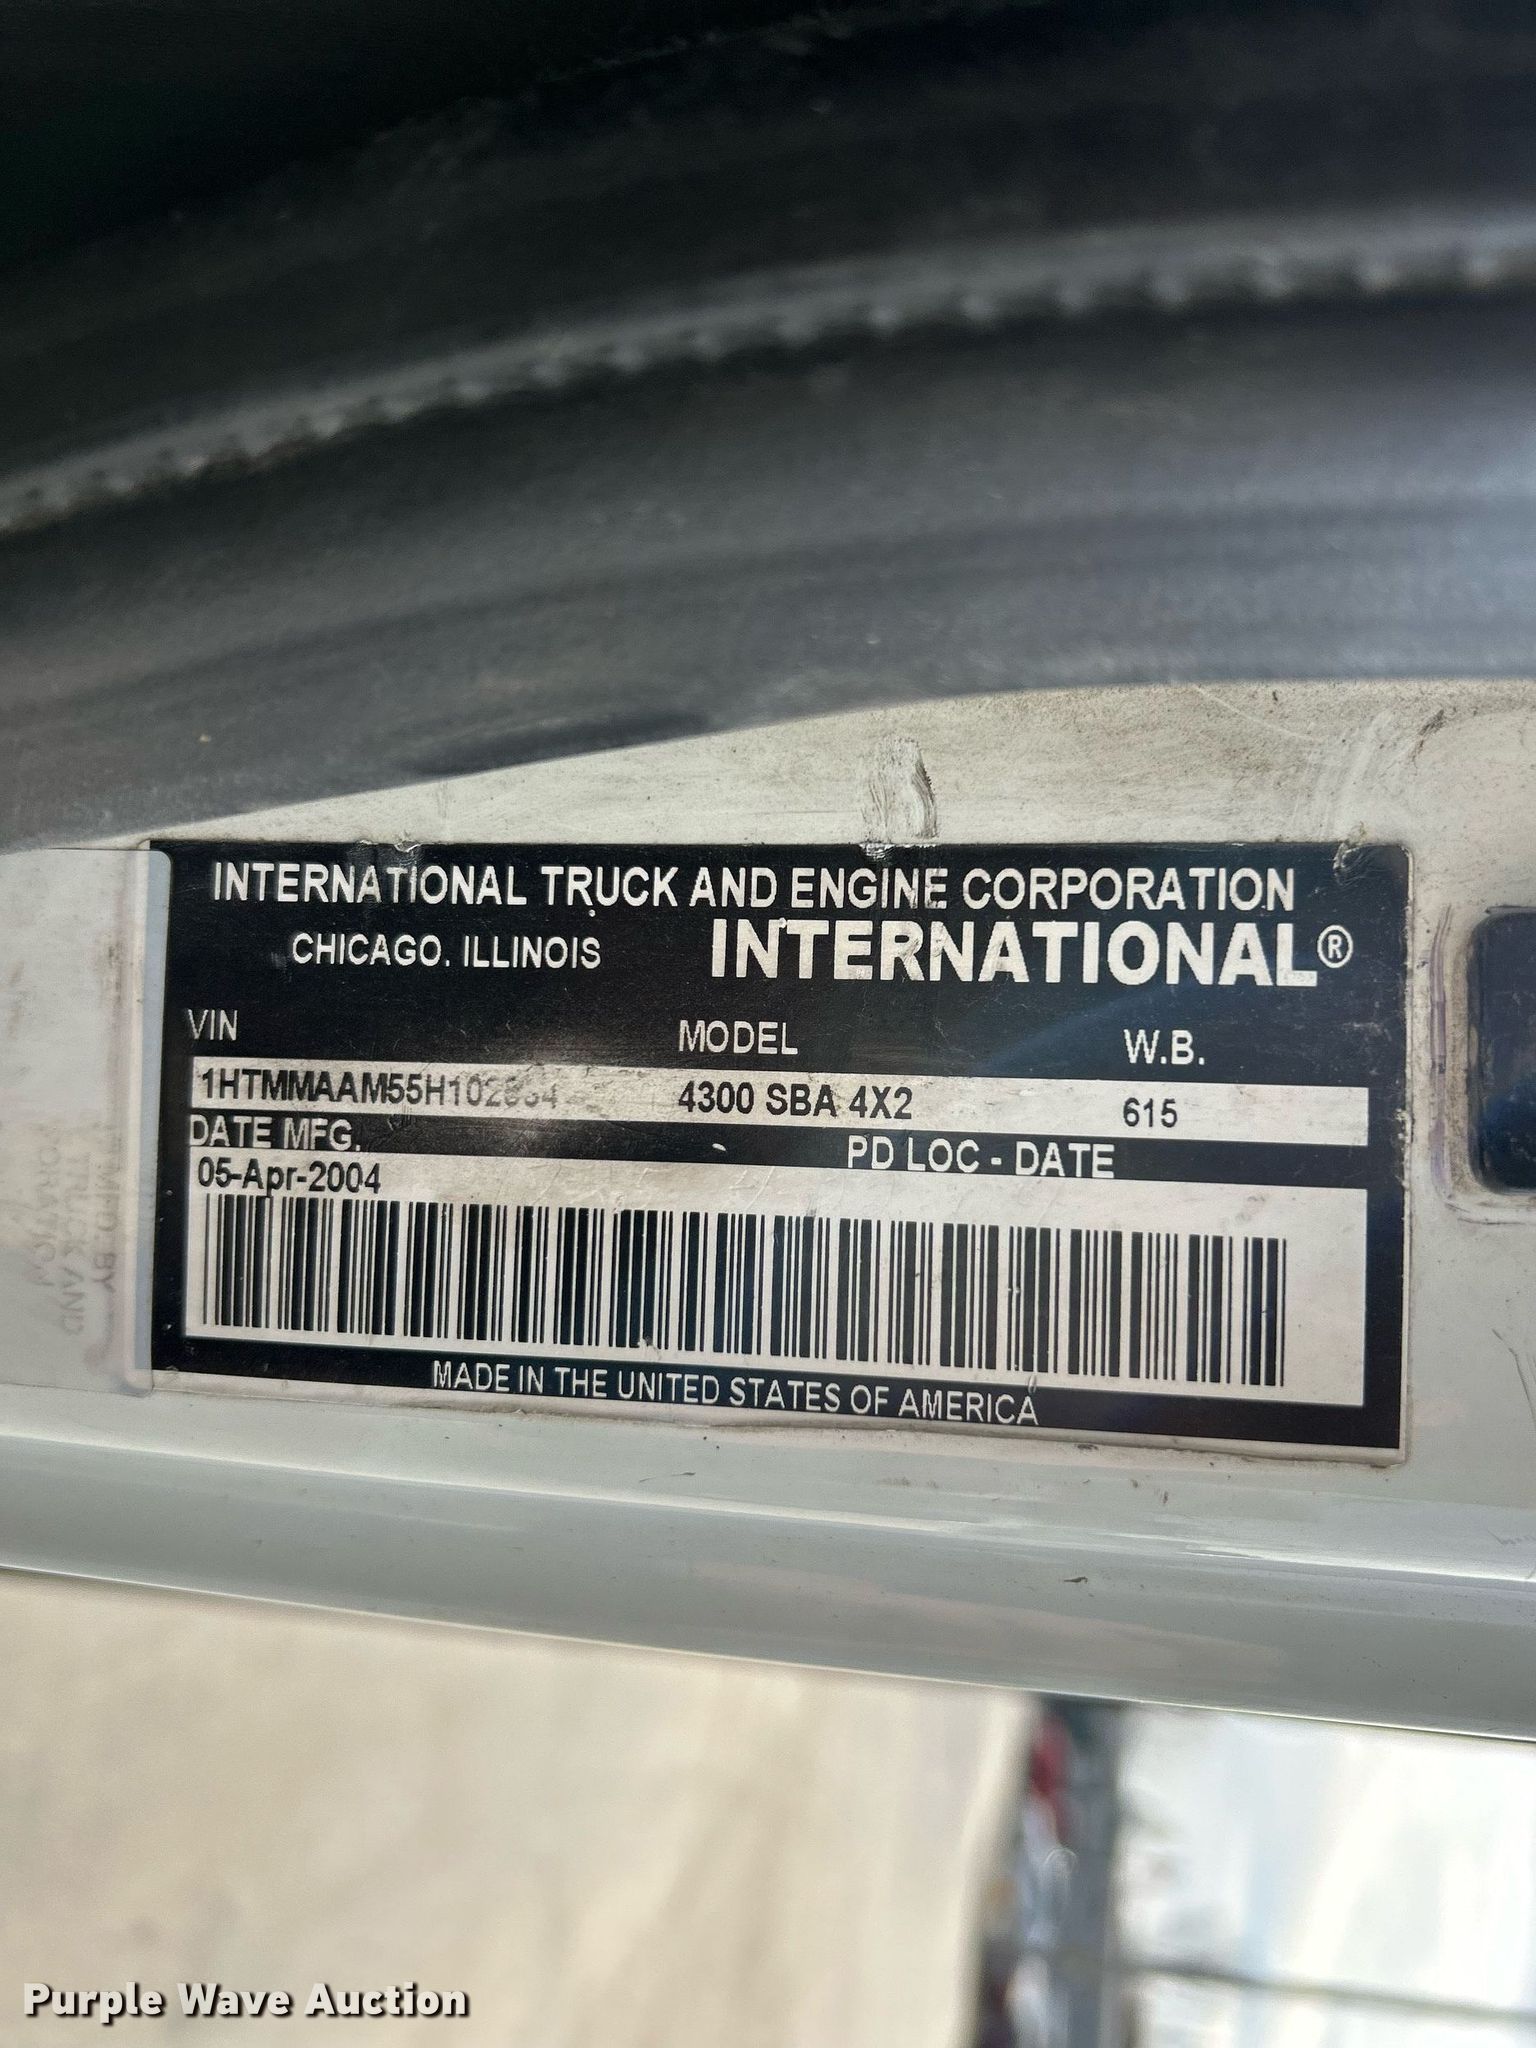 INTERNATIONAL TRUCK AND ENGINE CORPORATION
CHICAGO, ILLINOIS
INTERNATIONAL®
VIN MODEL W.B.
4300 SBA 4X2 615
DATE MFG. PD LOC - DATE
05-Apr-2004
MADE IN THE UNITED STATES OF AMERICA
Purple Wave Auction